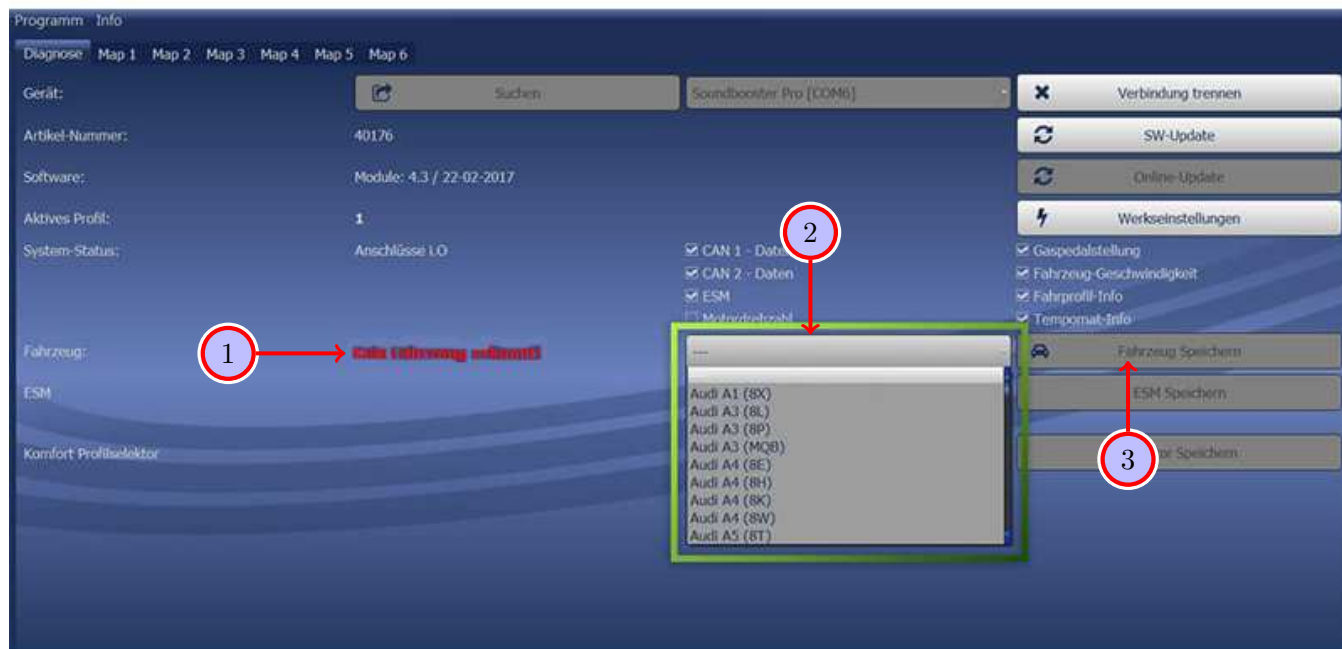 Programm Info
Diagnose Map 1 Map 2 Map 3 Map 4 Map 5 Map 6
Gerät: Suchen Soundbooster Pro [COM6] Verbindung trennen
Artikel-Nummer: 40176 SW-Update
Software: Module: 4.3 / 22-02-2017 Online-Update
Aktives Profil: 1 Werkseinstellungen
2
System-Status: Anschlüsse i.O CAN 1 - Daten Gaspedalstellung
CAN 2 - Daten Fahrzeug-Geschwindigkeit
ESM Fahrprofil-Info
Motordrehzahl Tempomat-Info
Fahrzeug: 1 --- Fahrzeug Speichern
Audi A1 (8X)
ESM ESM Speichern
Audi A3 (8L)
Audi A3 (8P)
Audi A3 (MQB)
Komfort Profilselektor 3 Speichern
Audi A4 (8E)
Audi A4 (8H)
Audi A4 (8K)
Audi A4 (8W)
Audi A5 (8T)